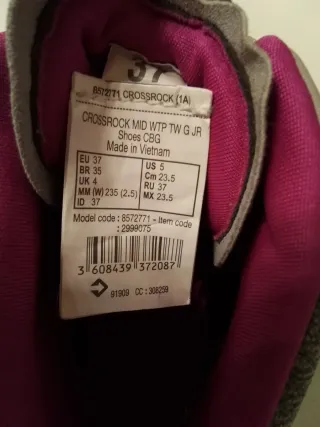 37
8572771 CROSSROCK (1A)
CROSSROCK MID WTP TW G JR
Shoes CBG
Made in Vietnam
EU 37 US 5
BR 35 Cm 23.5
UK 4 RU 37
MM (W) 235 (2.5) MX 23.5
ID 37
Model code : 8572771 - Item code
: 2999075
3 608439 372087
91909 CC : 308259